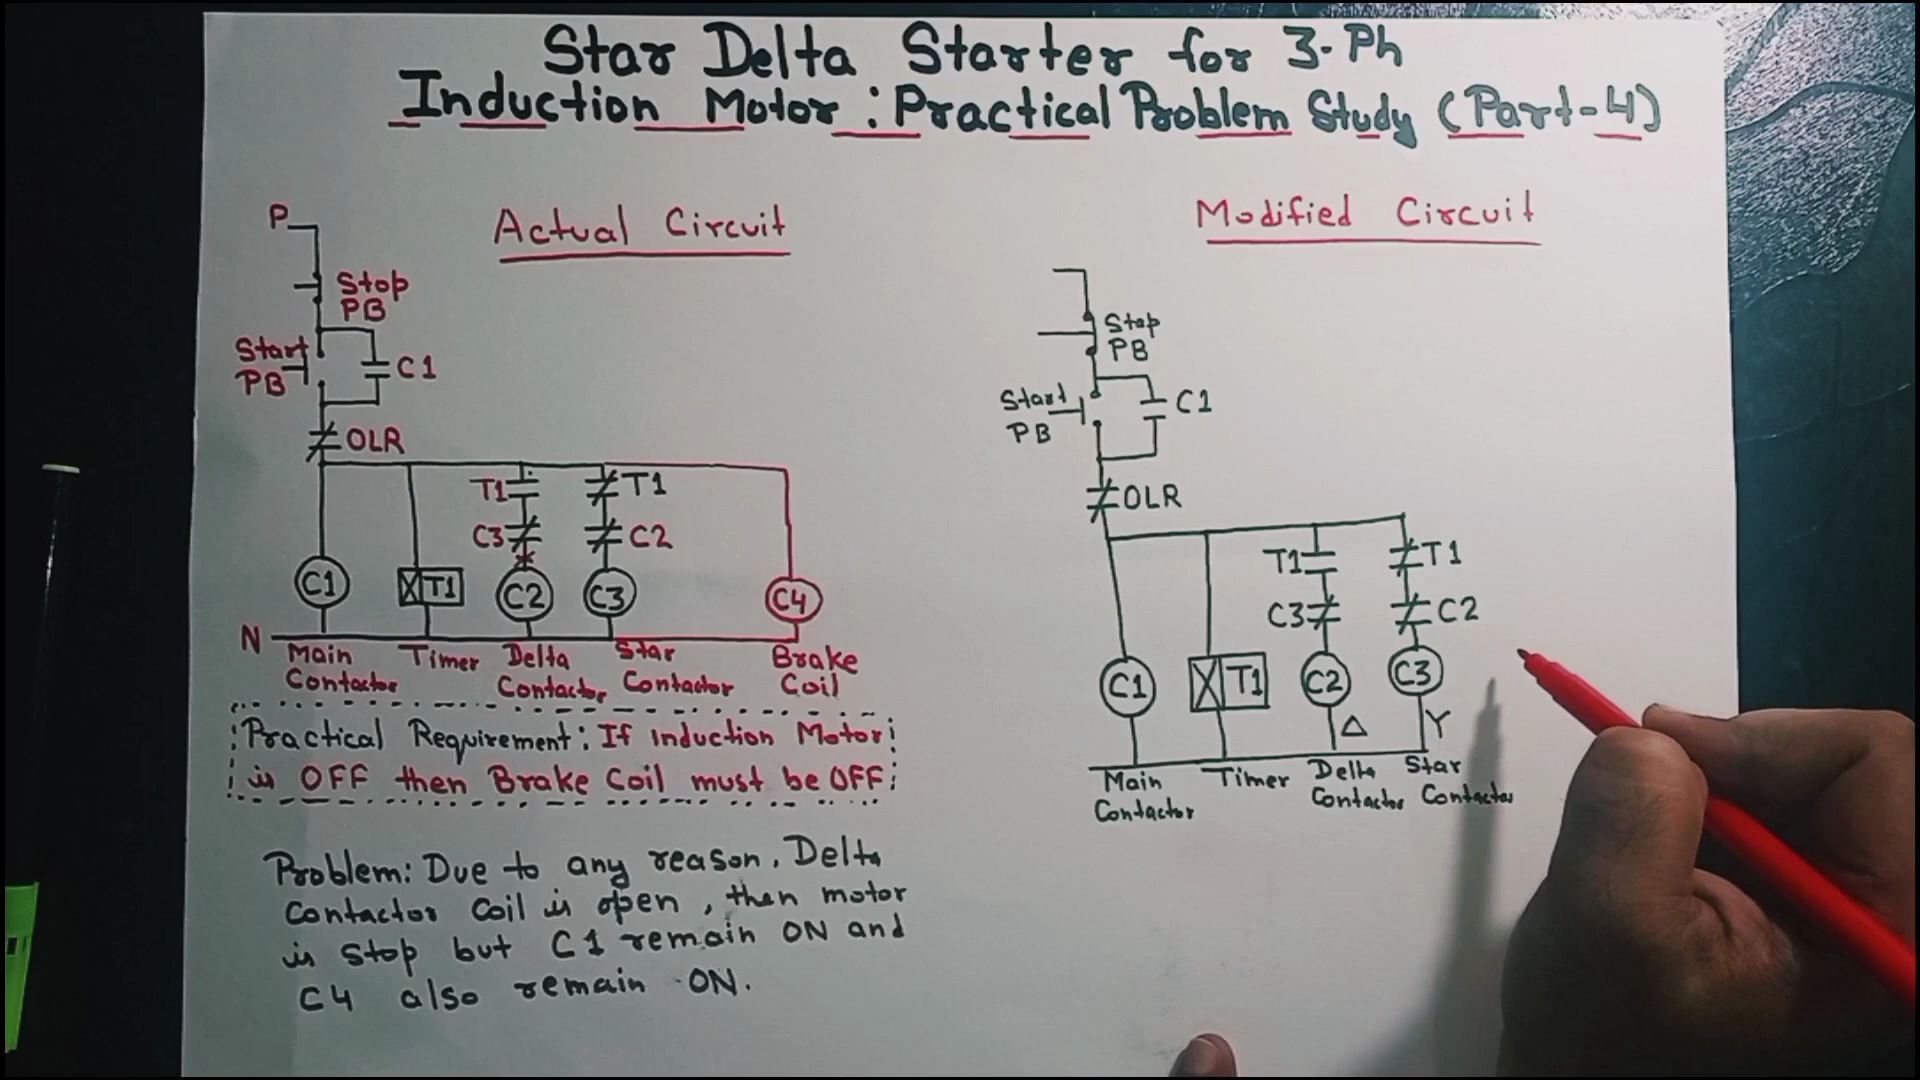 Star Delta Starter for 3-Ph
Induction Motor: Practical Problem Study (Part-4)
Actual Circuit
P
Stop
PB
Start
PB
C1
OLR
T1
T1
C3
C2
C1
T1
C2
C3
C4
N
Main
Contactor
Timer
Delta
Contactor
Star
Contactor
Brake
Coil
Practical Requirement: If induction Motor
is OFF then Brake Coil must be OFF
Problem: Due to any reason, Delta
Contactor Coil is open, then motor
is stop but C1 remain ON and
C4 also remain ON.
Modified Circuit
Stop
PB
Start
PB
C1
OLR
T1
T1
C3
C2
C1
T1
C2
C3
Δ
Y
Main
Contactor
Timer
Delta
Contactor
Star
Contactor